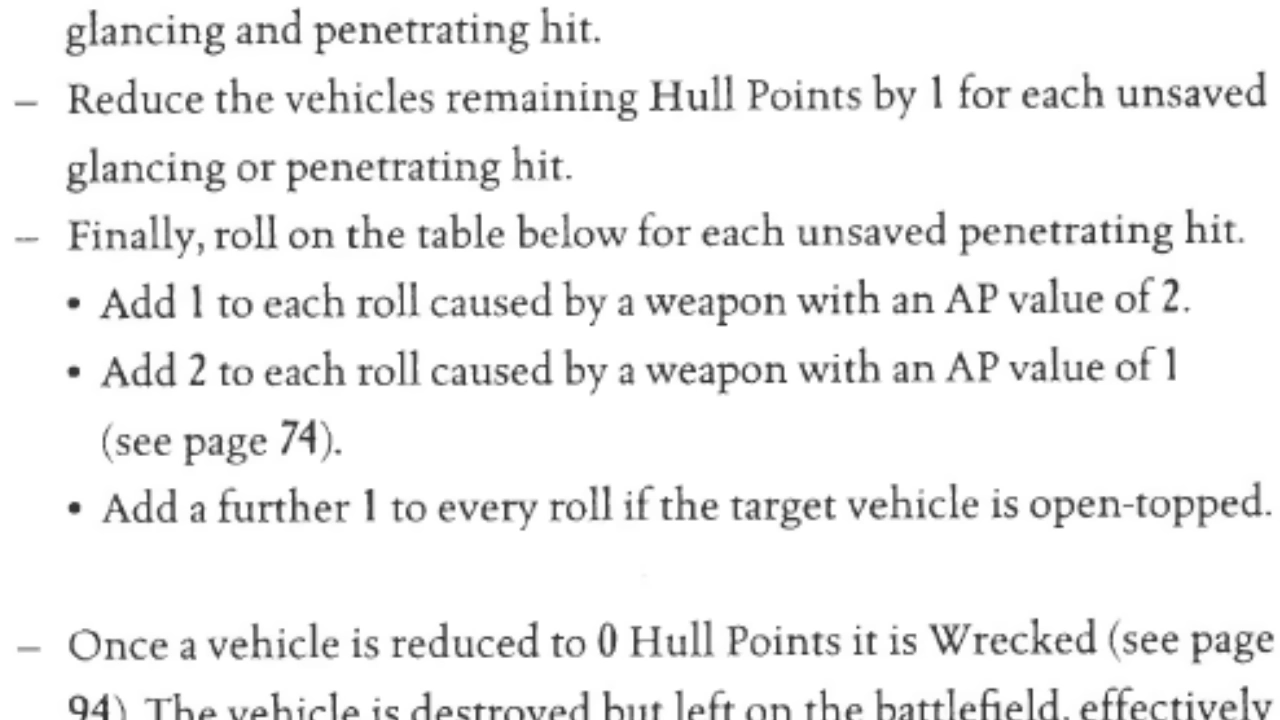 glancing and penetrating hit.
– Reduce the vehicles remaining Hull Points by 1 for each unsaved
glancing or penetrating hit.
– Finally, roll on the table below for each unsaved penetrating hit.
• Add 1 to each roll caused by a weapon with an AP value of 2.
• Add 2 to each roll caused by a weapon with an AP value of 1
(see page 74).
• Add a further 1 to every roll if the target vehicle is open-topped.
– Once a vehicle is reduced to 0 Hull Points it is Wrecked (see page
94). The vehicle is destroyed but left on the battlefield, effectively